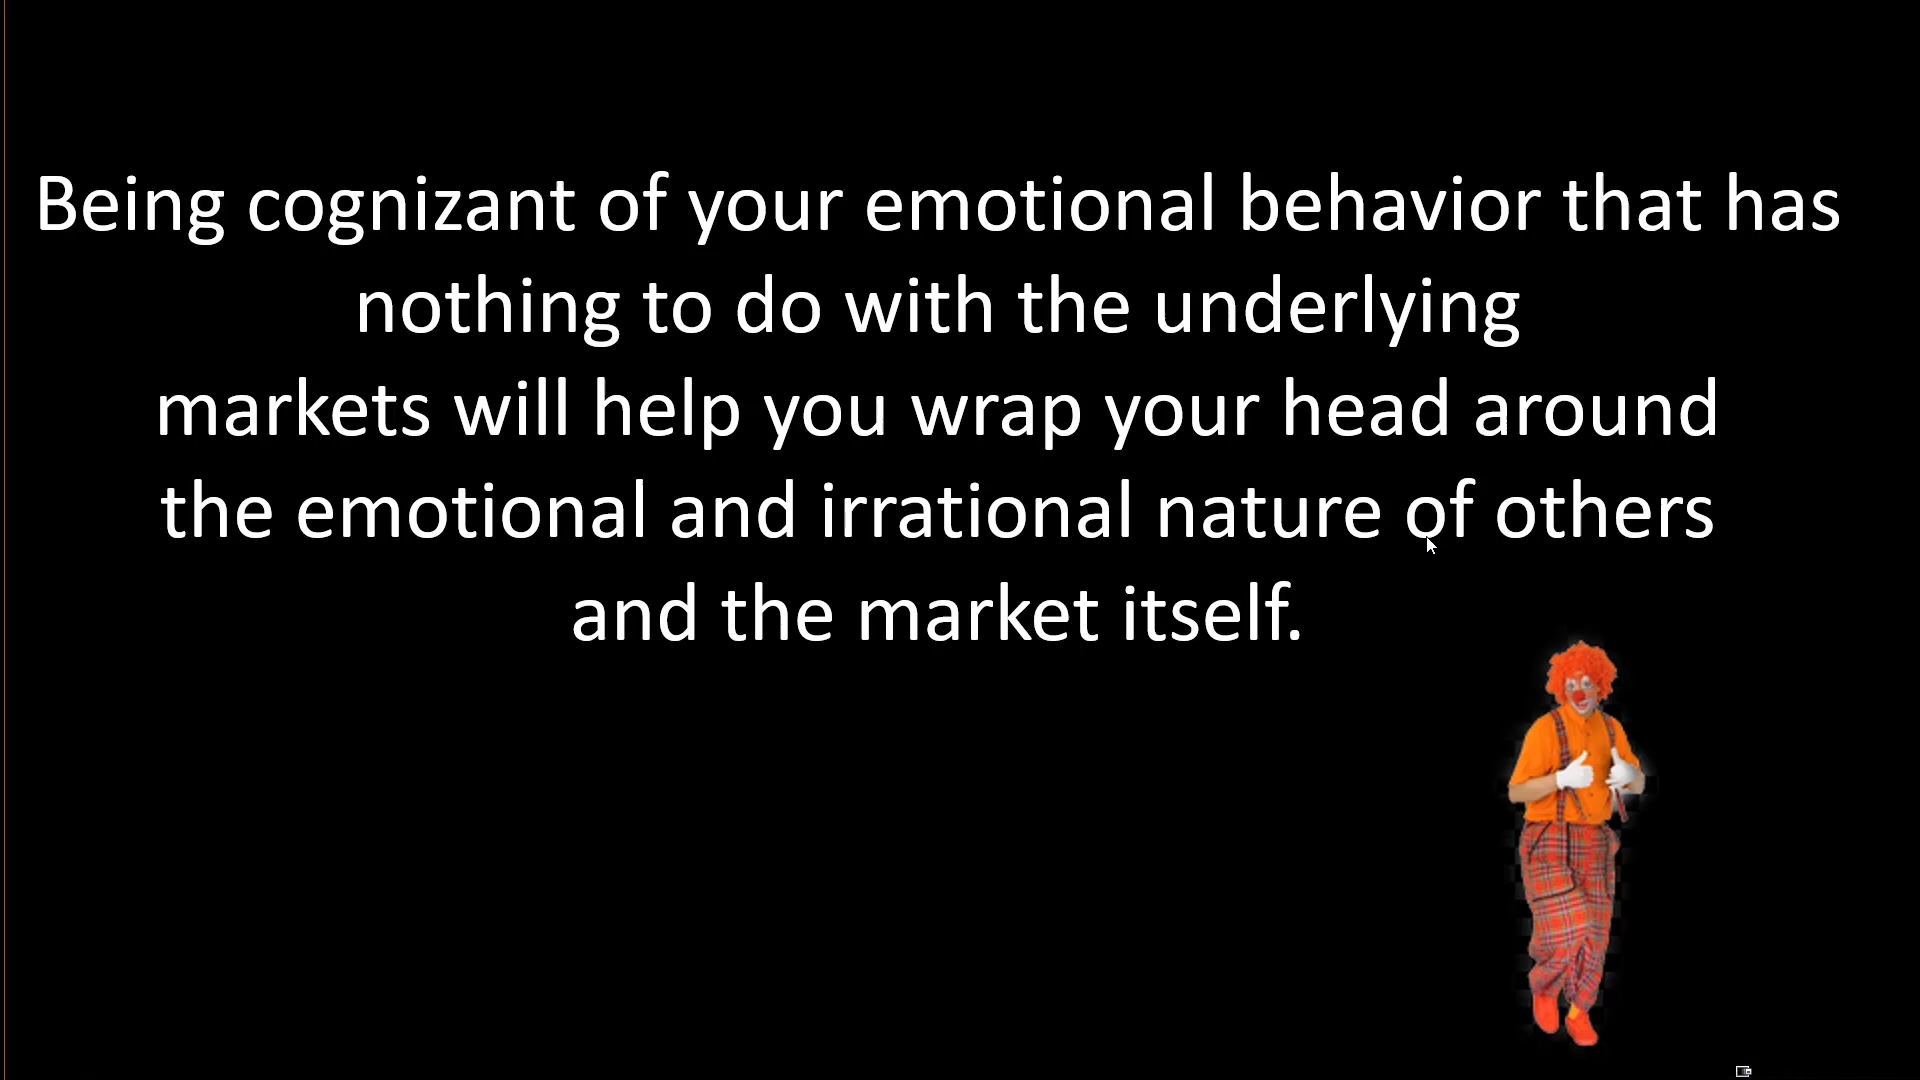 Being cognizant of your emotional behavior that has
nothing to do with the underlying
markets will help you wrap your head around
the emotional and irrational nature of others
and the market itself.